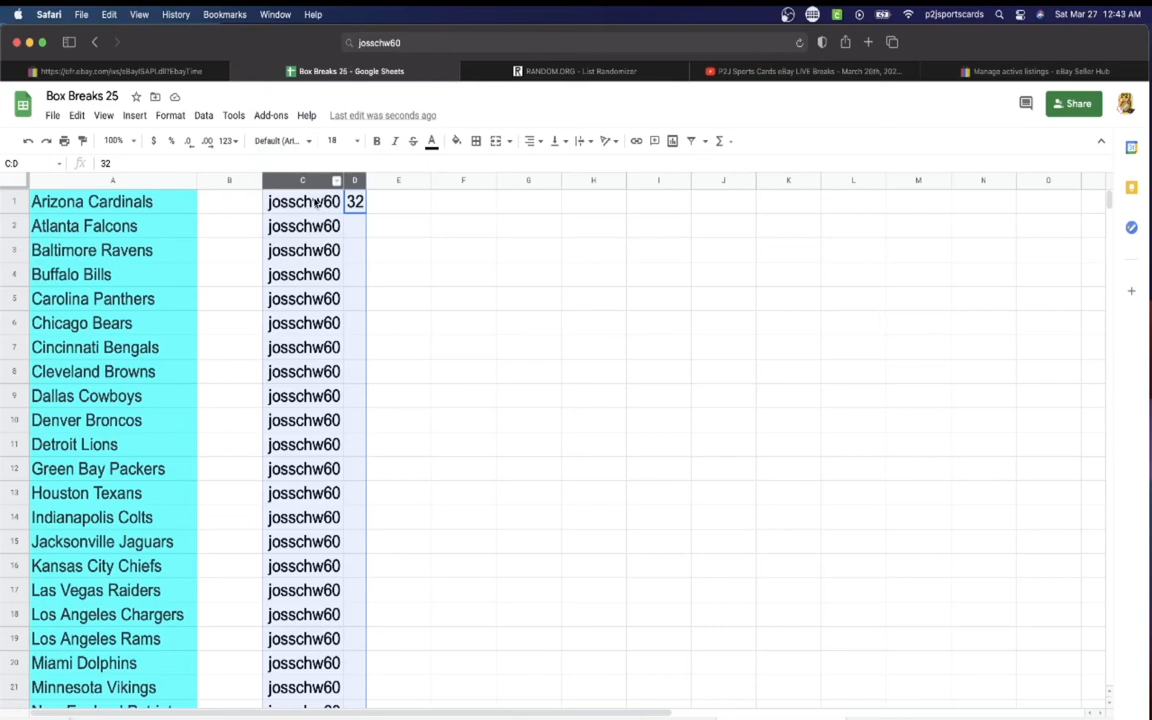 Safari File Edit View History Bookmarks Window Help p2jsportscards Sat Mar 27 12:43 AM
josschw60
https://ofr.ebay.com/ws/eBayISAPI.dll?EbayTime Box Breaks 25 - Google Sheets RANDOM.ORG - List Randomizer P2J Sports Cards eBay LIVE Breaks - March 26th, 202... Manage active listings - eBay Seller Hub
Box Breaks 25
File Edit View Insert Format Data Tools Add-ons Help Last edit was seconds ago
Share
100% $ % .0 .00 123 Default (Ari... 18 B I S A
C:D fx 32
A B C D E F G H I J K L M N O
1 Arizona Cardinals josschw60 32
2 Atlanta Falcons josschw60
3 Baltimore Ravens josschw60
4 Buffalo Bills josschw60
5 Carolina Panthers josschw60
6 Chicago Bears josschw60
7 Cincinnati Bengals josschw60
8 Cleveland Browns josschw60
9 Dallas Cowboys josschw60
10 Denver Broncos josschw60
11 Detroit Lions josschw60
12 Green Bay Packers josschw60
13 Houston Texans josschw60
14 Indianapolis Colts josschw60
15 Jacksonville Jaguars josschw60
16 Kansas City Chiefs josschw60
17 Las Vegas Raiders josschw60
18 Los Angeles Chargers josschw60
19 Los Angeles Rams josschw60
20 Miami Dolphins josschw60
21 Minnesota Vikings josschw60